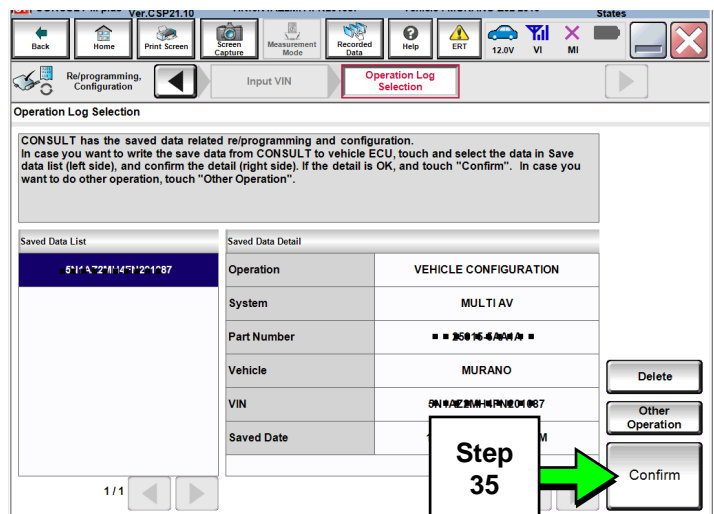 Ver.CSP21.10
States
Back
Home
Print Screen
Screen
Capture
Measurement
Mode
Recorded
Data
Help
ERT
12.0V
VI
MI
Re/programming,
Configuration
Input VIN
Operation Log
Selection
Operation Log Selection
CONSULT has the saved data related re/programming and configuration.
In case you want to write the save data from CONSULT to vehicle ECU, touch and select the data in Save
data list (left side), and confirm the detail (right side). If the detail is OK, and touch "Confirm". In case you
want to do other operation, touch "Other Operation".
Saved Data List
Saved Data Detail
Operation
VEHICLE CONFIGURATION
System
MULTI AV
Part Number
Vehicle
MURANO
VIN
Saved Date
Delete
Other
Operation
Confirm
Step
35
1/1